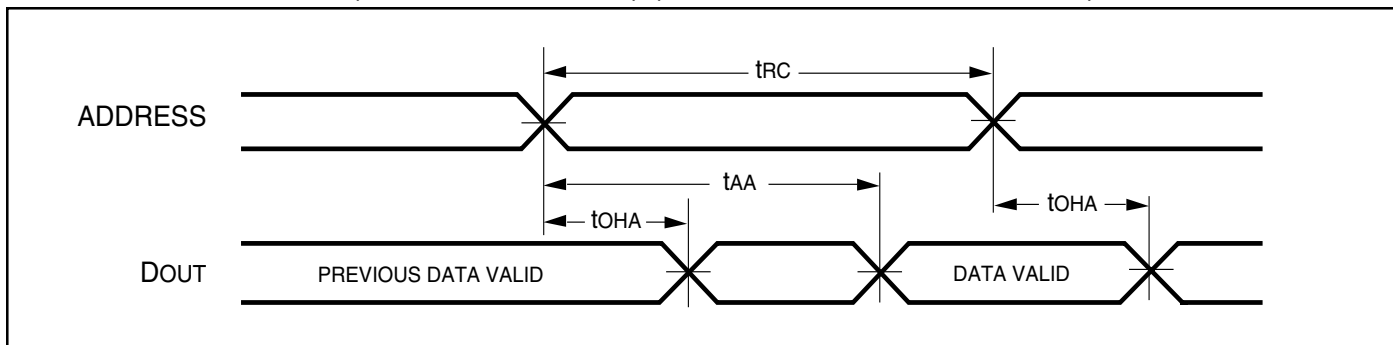 tRC
ADDRESS
tAA
tOHA
tOHA
DOUT
PREVIOUS DATA VALID
DATA VALID